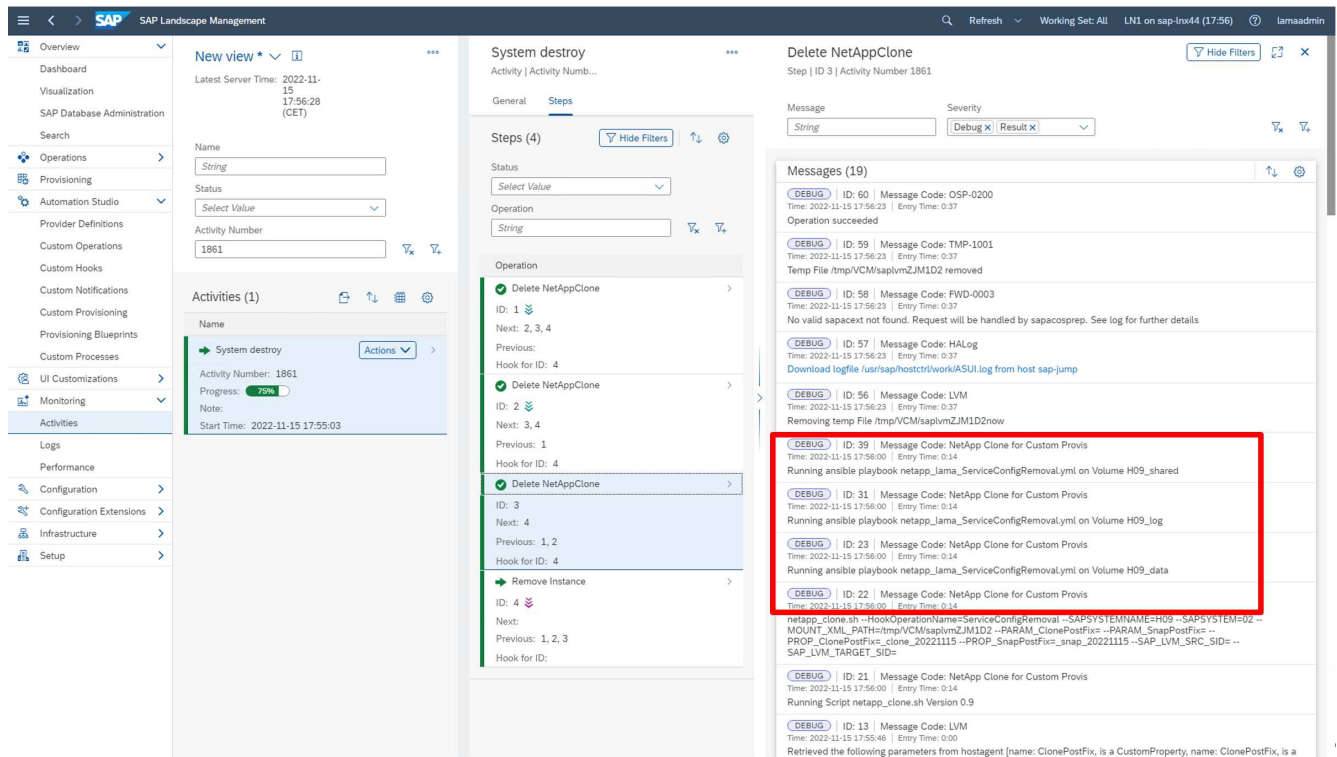 SAP Landscape Management
Refresh
Working Set: All
LN1 on sap-lnx44 (17:56)
lamaadmin
Overview
Dashboard
Visualization
SAP Database Administration
Search
Operations
Provisioning
Automation Studio
Provider Definitions
Custom Operations
Custom Hooks
Custom Notifications
Custom Provisioning
Provisioning Blueprints
Custom Processes
UI Customizations
Monitoring
Activities
Logs
Performance
Configuration
Configuration Extensions
Infrastructure
Setup
New view *
Latest Server Time: 2022-11-
15
17:56:28
(CET)
Name
String
Status
Select Value
Activity Number
1861
Activities (1)
Name
System destroy
Actions
Activity Number: 1861
Progress: 75%
Note:
Start Time: 2022-11-15 17:55:03
System destroy
Activity | Activity Numb...
General Steps
Steps (4)
Hide Filters
Status
Select Value
Operation
String
Operation
Delete NetAppClone
ID: 1
Next: 2, 3, 4
Previous:
Hook for ID: 4
Delete NetAppClone
ID: 2
Next: 3, 4
Previous: 1
Hook for ID: 4
Delete NetAppClone
ID: 3
Next: 4
Previous: 1, 2
Hook for ID: 4
Remove Instance
ID: 4
Next:
Previous: 1, 2, 3
Hook for ID:
Delete NetAppClone
Hide Filters
Step | ID 3 | Activity Number 1861
Message
String
Severity
Debug Result
Messages (19)
DEBUG | ID: 60 | Message Code: OSP-0200
Time: 2022-11-15 17:56:23 | Entry Time: 0:37
Operation succeeded
DEBUG | ID: 59 | Message Code: TMP-1001
Time: 2022-11-15 17:56:23 | Entry Time: 0:37
Temp File /tmp/VCM/saplvmZJM1D2 removed
DEBUG | ID: 58 | Message Code: FWD-0003
Time: 2022-11-15 17:56:23 | Entry Time: 0:37
No valid sapacext not found. Request will be handled by sapacosprep. See log for further details
DEBUG | ID: 57 | Message Code: HALog
Time: 2022-11-15 17:56:23 | Entry Time: 0:37
Download logfile /usr/sap/hostctrl/work/ASUI.log from host sap-jump
DEBUG | ID: 56 | Message Code: LVM
Time: 2022-11-15 17:56:23 | Entry Time: 0:37
Removing temp File /tmp/VCM/saplvmZJM1D2now
DEBUG | ID: 39 | Message Code: NetApp Clone for Custom Provis
Time: 2022-11-15 17:56:00 | Entry Time: 0:14
Running ansible playbook netapp_lama_ServiceConfigRemoval.yml on Volume H09_shared
DEBUG | ID: 31 | Message Code: NetApp Clone for Custom Provis
Time: 2022-11-15 17:56:00 | Entry Time: 0:14
Running ansible playbook netapp_lama_ServiceConfigRemoval.yml on Volume H09_log
DEBUG | ID: 23 | Message Code: NetApp Clone for Custom Provis
Time: 2022-11-15 17:56:00 | Entry Time: 0:14
Running ansible playbook netapp_lama_ServiceConfigRemoval.yml on Volume H09_data
DEBUG | ID: 22 | Message Code: NetApp Clone for Custom Provis
Time: 2022-11-15 17:56:00 | Entry Time: 0:14
netapp_clone.sh --HookOperationName=ServiceConfigRemoval --SAPSYSTEMNAME=H09 --SAPSYSTEM=02 --
MOUNT_XML_PATH=/tmp/VCM/saplvmZJM1D2 --PARAM_ClonePostFix= --PARAM_SnapPostFix= --
PROP_ClonePostFix=_clone_20221115 --PROP_SnapPostFix=_snap_20221115 --SAP_LVM_SRC_SID= --
SAP_LVM_TARGET_SID=
DEBUG | ID: 21 | Message Code: NetApp Clone for Custom Provis
Time: 2022-11-15 17:56:00 | Entry Time: 0:14
Running Script netapp_clone.sh Version 0.9
DEBUG | ID: 13 | Message Code: LVM
Time: 2022-11-15 17:55:46 | Entry Time: 0:00
Retrieved the following parameters from hostagent [name: ClonePostFix, is a CustomProperty, name: ClonePostFix, is a